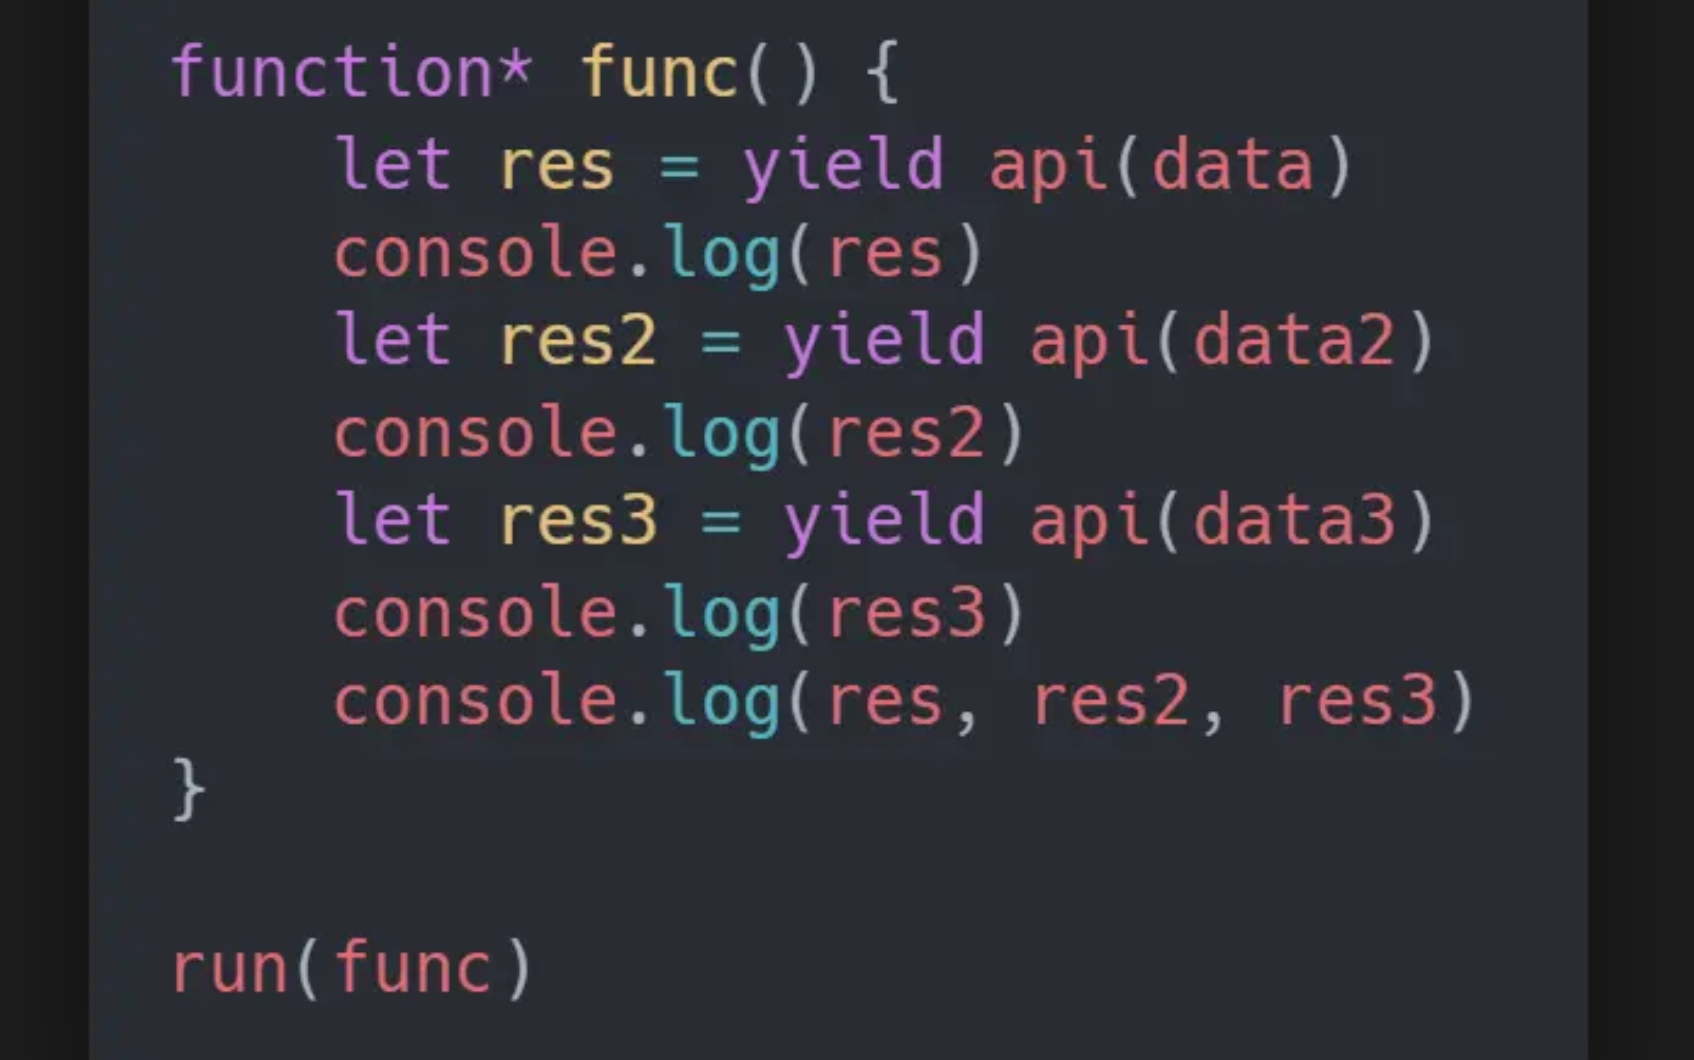 function* func() {
    let res = yield api(data)
    console.log(res)
    let res2 = yield api(data2)
    console.log(res2)
    let res3 = yield api(data3)
    console.log(res3)
    console.log(res, res2, res3)
}
run(func)